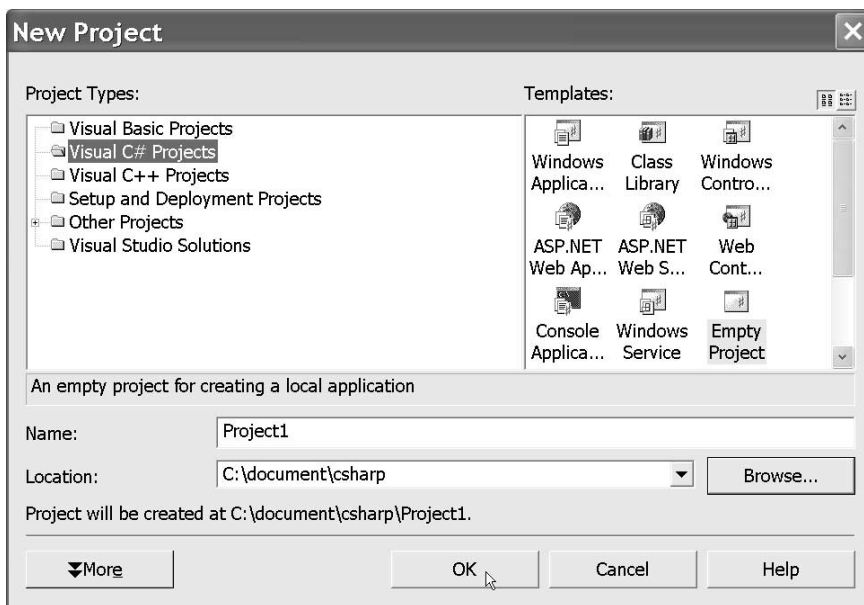 New Project
Project Types:
Visual Basic Projects
Visual C# Projects
Visual C++ Projects
Setup and Deployment Projects
Other Projects
Visual Studio Solutions
Templates:
Windows Applica...
Class Library
Windows Contro...
ASP.NET Web Ap...
ASP.NET Web S...
Web Cont...
Console Applica...
Windows Service
Empty Project
An empty project for creating a local application
Name:
Project1
Location:
C:\document\csharp
Browse...
Project will be created at C:\document\csharp\Project1.
More
OK
Cancel
Help